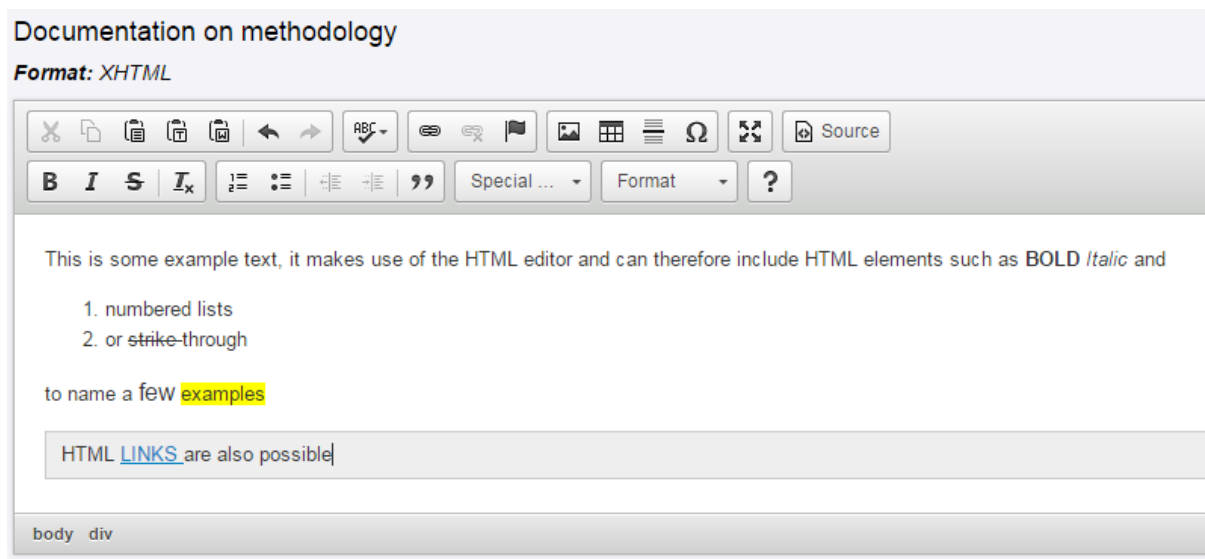 Documentation on methodology
Format: XHTML
ABC Ω Source
B I S Ix Special ... Format ?
This is some example text, it makes use of the HTML editor and can therefore include HTML elements such as BOLD Italic and
1. numbered lists
2. or strike through
to name a few examples
HTML LINKS are also possible
body div